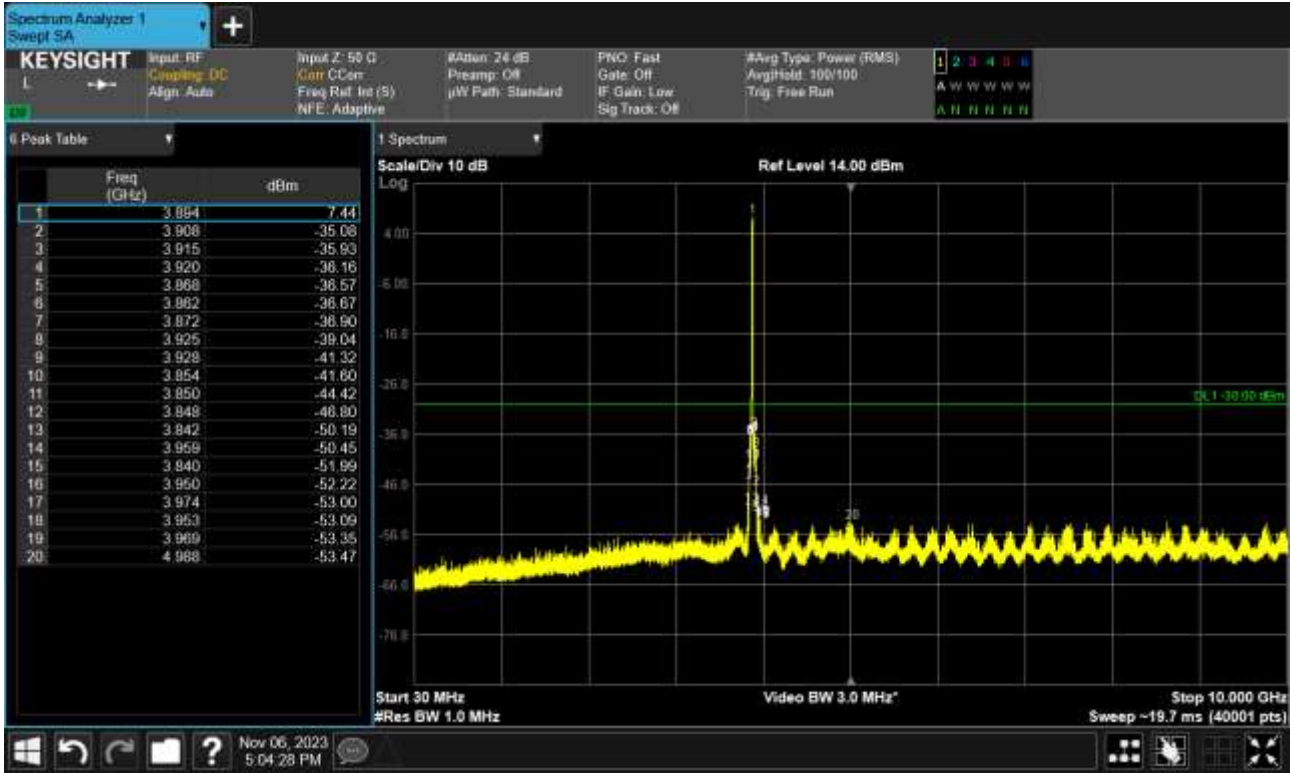 Spectrum Analyzer 1
Swept SA
+
KEYSIGHT
L
Input: RF
Coupling: DC
Align: Auto
Input Z: 50 Ω
Corr CCorr
Freq Ref: Int (S)
NFE: Adaptive
#Atten: 24 dB
Preamp: Off
µW Path: Standard
PNO: Fast
Gate: Off
IF Gain: Low
Sig Track: Off
#Avg Type: Power (RMS)
Avg|Hold: 100/100
Trig: Free Run
1 2 3 4 5 6
A W W W W W
A N N N N N
6 Peak Table
Freq (GHz) dBm
1 3.894 7.44
2 3.908 -35.08
3 3.915 -35.93
4 3.920 -36.16
5 3.868 -36.57
6 3.862 -36.67
7 3.872 -36.90
8 3.925 -39.04
9 3.928 -41.32
10 3.854 -41.60
11 3.850 -44.42
12 3.848 -46.80
13 3.842 -50.19
14 3.959 -50.45
15 3.840 -51.99
16 3.950 -52.22
17 3.974 -53.00
18 3.953 -53.09
19 3.969 -53.35
20 4.988 -53.47
1 Spectrum
Scale/Div 10 dB
Ref Level 14.00 dBm
Log
1
4.00
-6.00
-16.0
-26.0
DL1 -30.00 dBm
-36.0
-46.0
20
-56.0
-66.0
-76.0
Start 30 MHz
Video BW 3.0 MHz*
Stop 10.000 GHz
#Res BW 1.0 MHz
Sweep ~19.7 ms (40001 pts)
?
Nov 06, 2023
5:04:28 PM